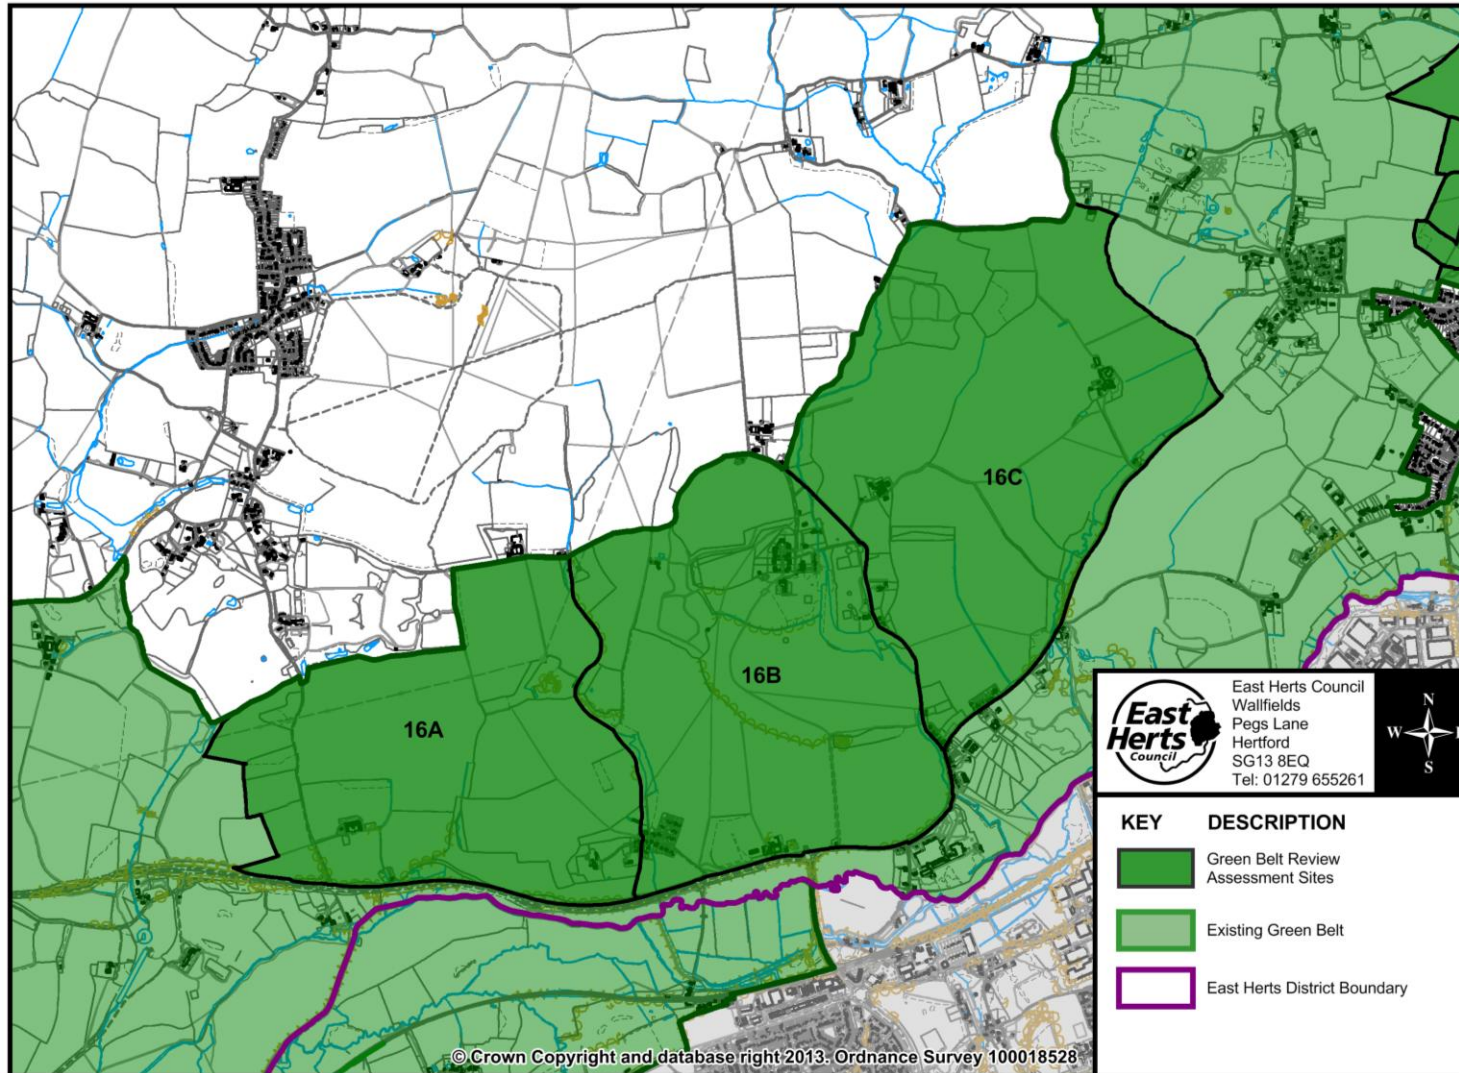 16C
16B
16A
East
Herts
Council
East Herts Council
Wallfields
Pegs Lane
Hertford
SG13 8EQ
Tel: 01279 655261
N
W
S
KEY DESCRIPTION
Green Belt Review
Assessment Sites
Existing Green Belt
East Herts District Boundary
© Crown Copyright and database right 2013. Ordnance Survey 100018528